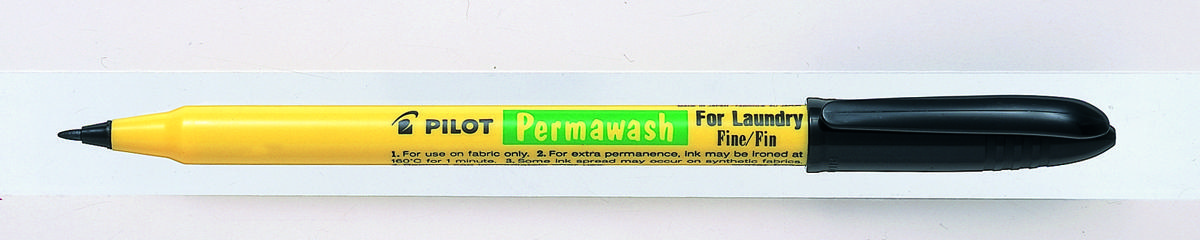 PILOT Permawash For Laundry
Fine/Fin
1. For use on fabric only. 2. For extra permanence, ink may be ironed at
160°C for 1 minute. 3. Some ink spread may occur on synthetic fabrics.